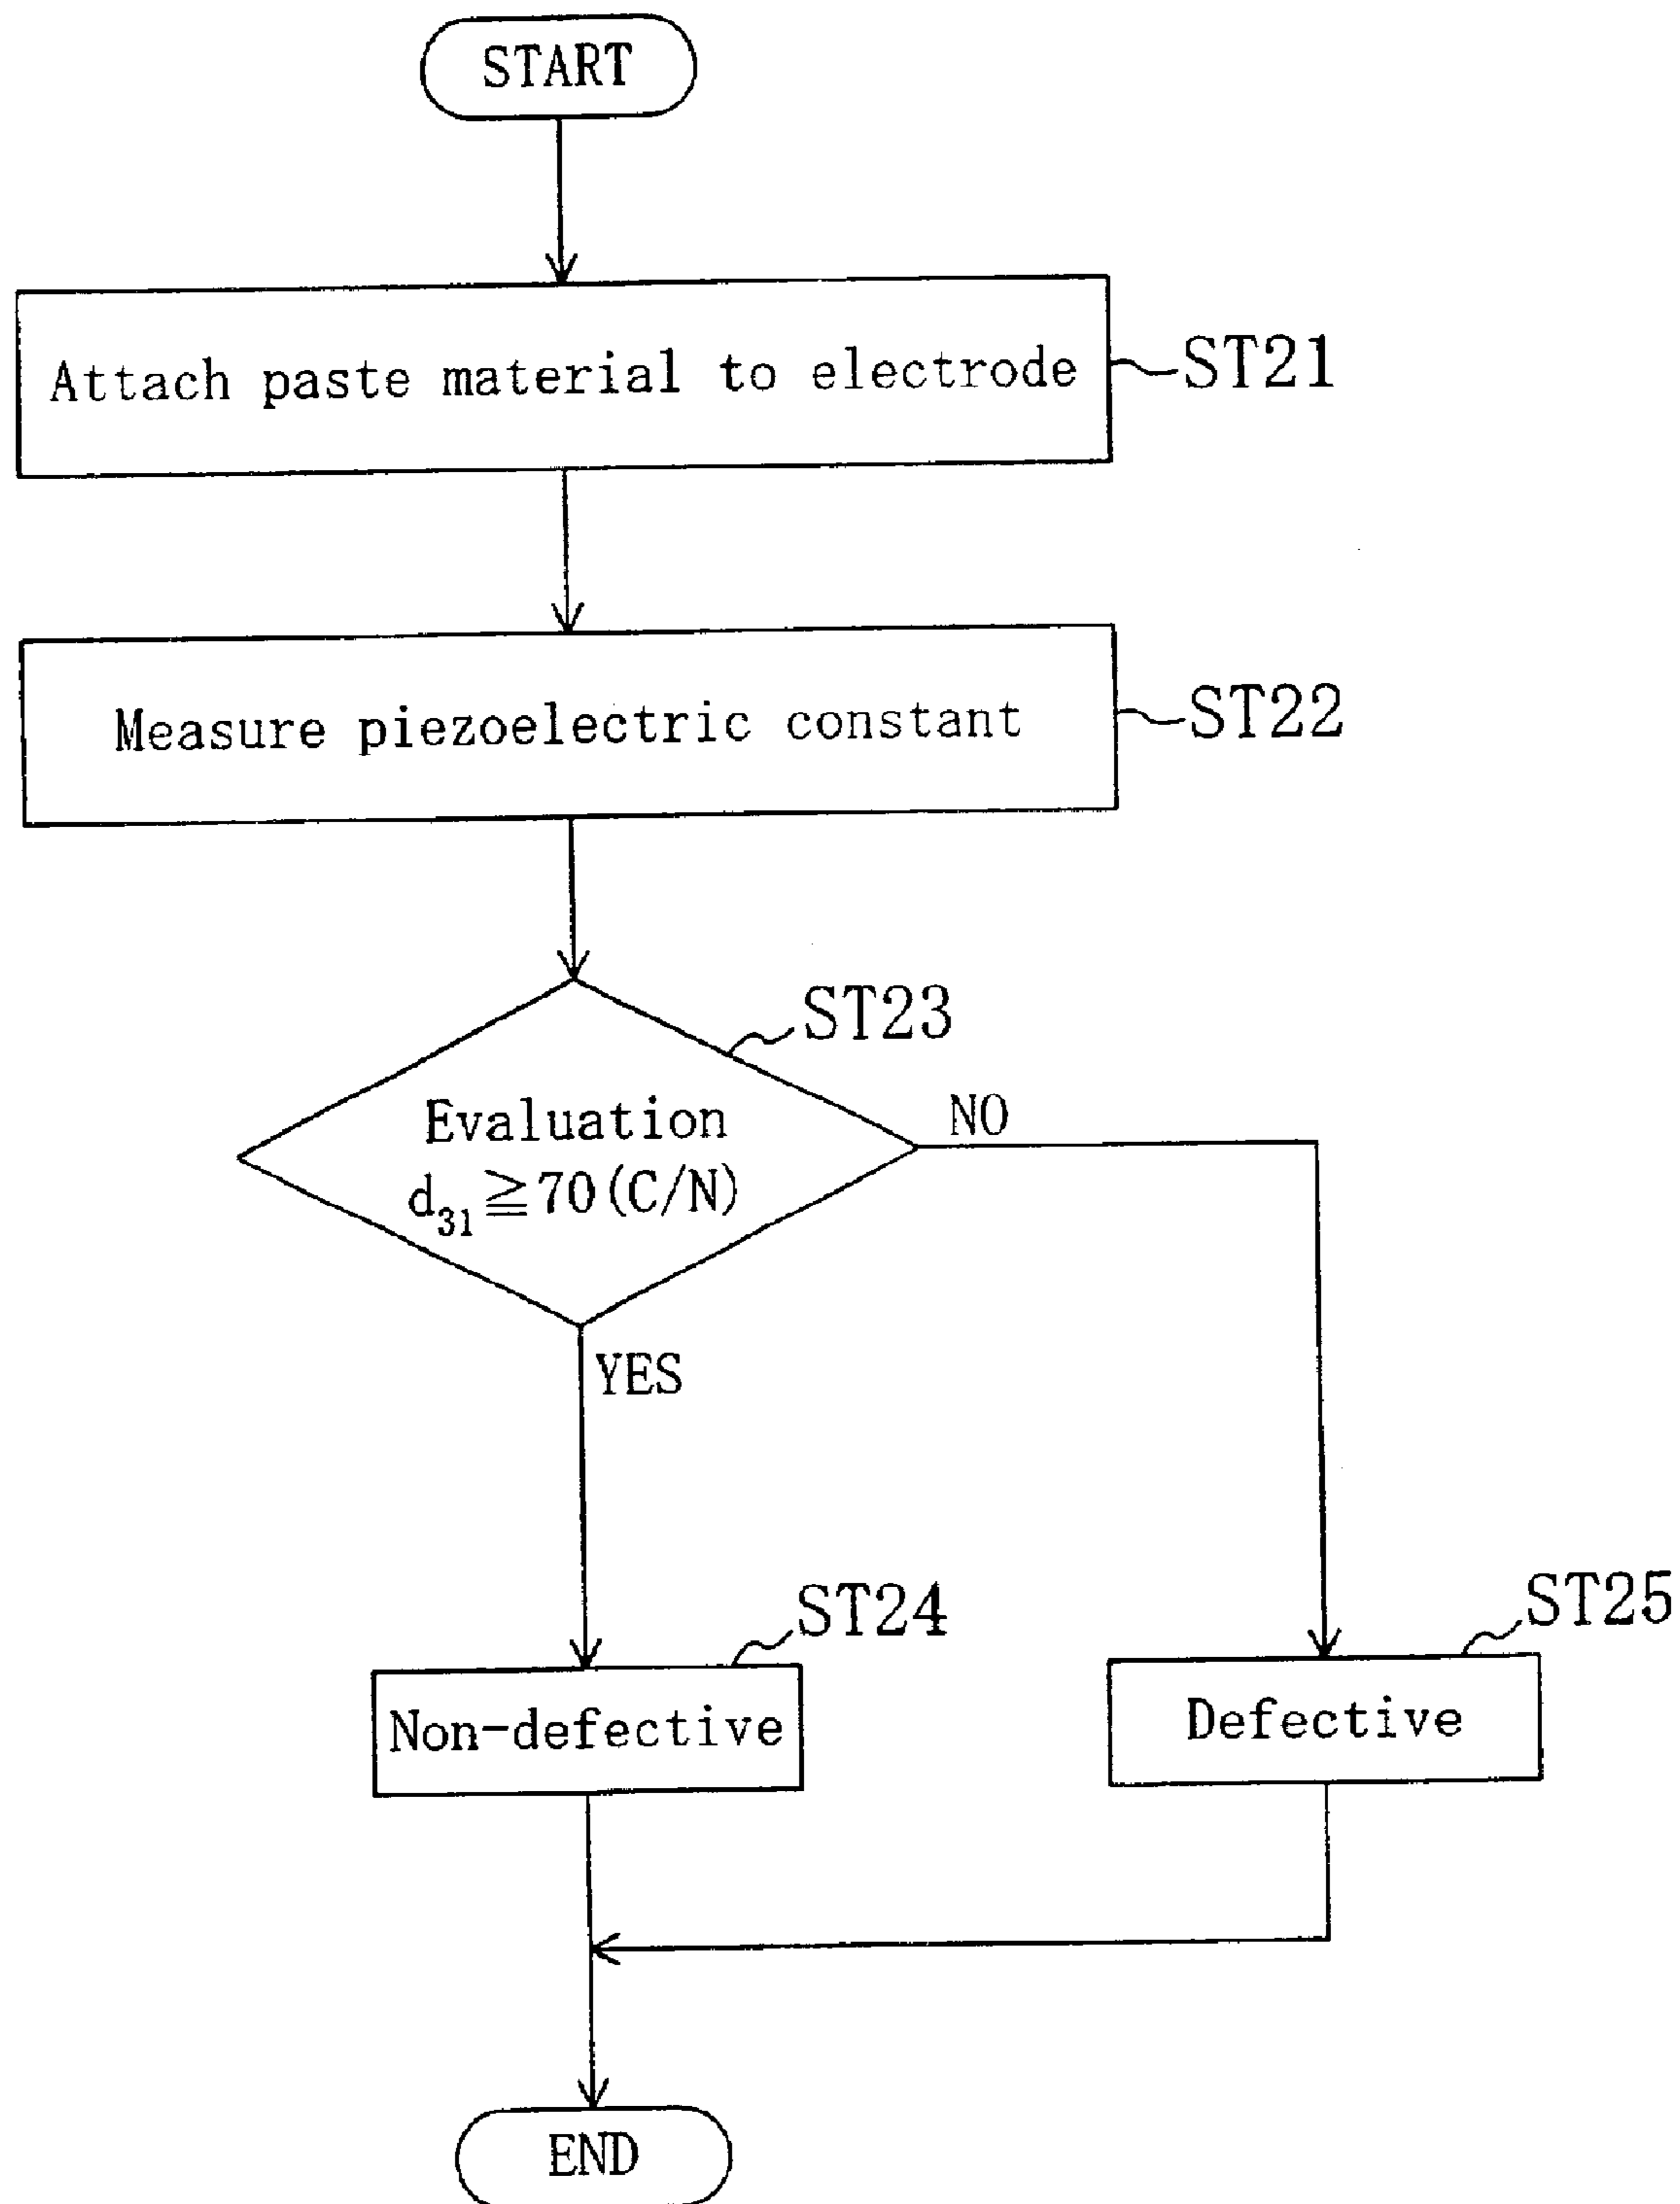 START
Attach paste material to electrode
ST21
Measure piezoelectric constant
ST22
ST23
Evaluation
d₃₁≧70(C/N)
NO
YES
ST24
Non-defective
ST25
Defective
END